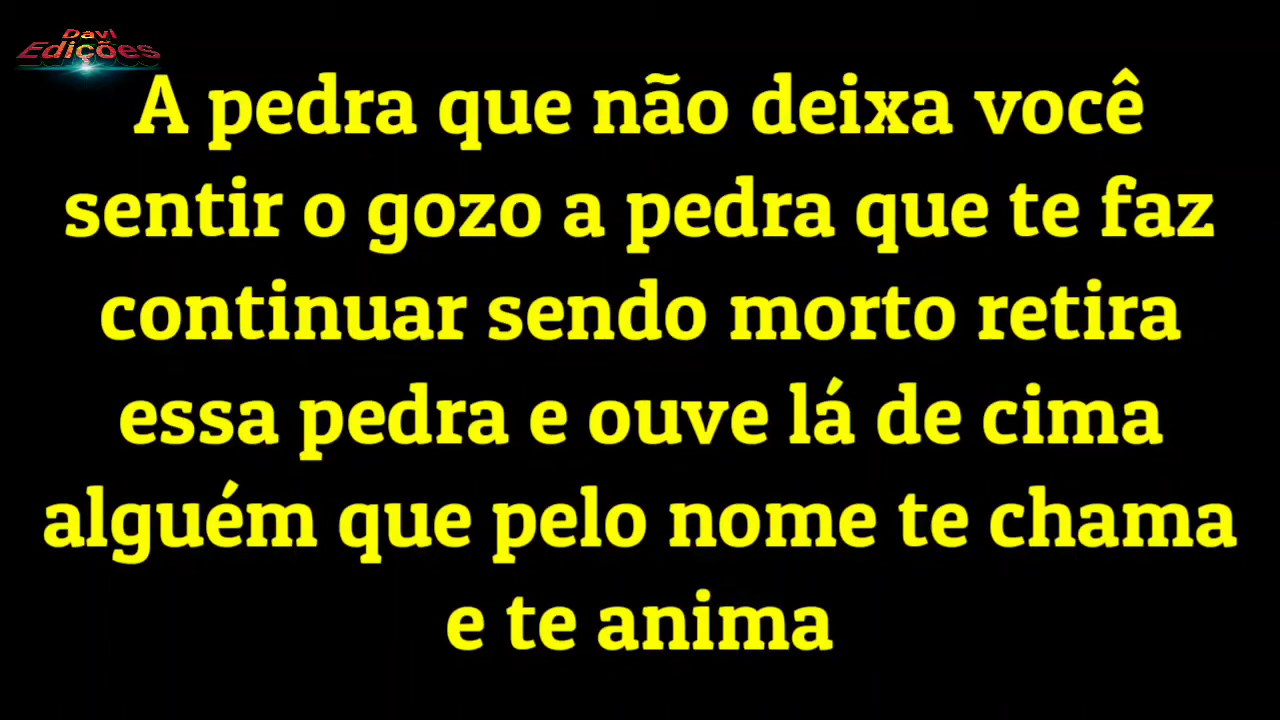 Davi
Edições
A pedra que não deixa você
sentir o gozo a pedra que te faz
continuar sendo morto retira
essa pedra e ouve lá de cima
alguém que pelo nome te chama
e te anima